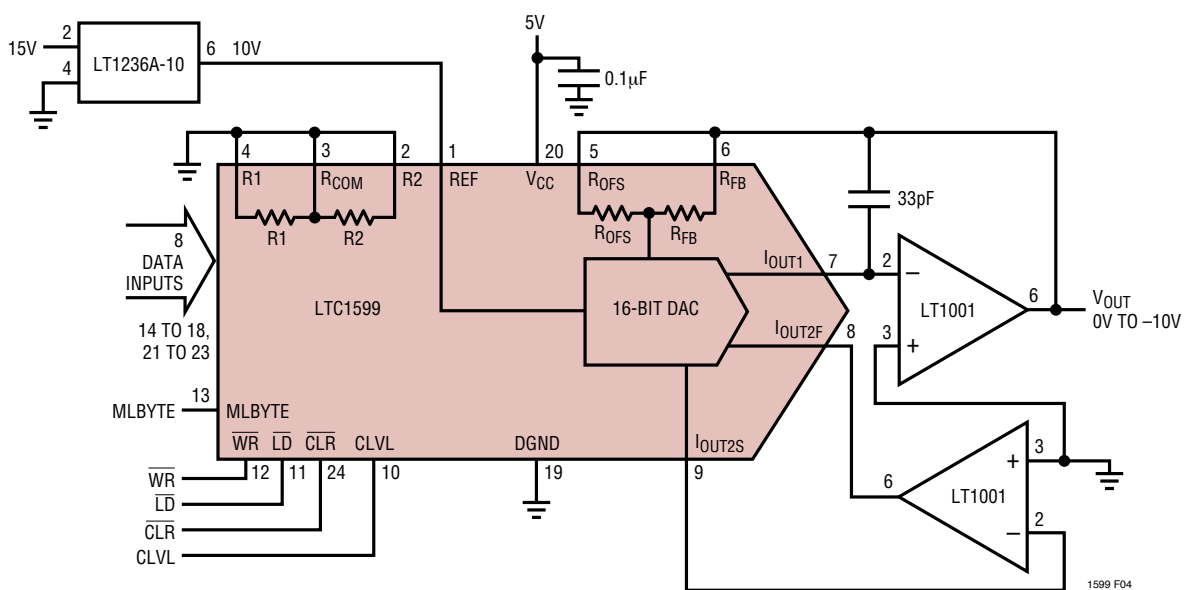 5V
15V
2
4
LT1236A-10
6
10V
0.1µF
4
3
2
1
20
5
6
R1
RCOM
R2
REF
VCC
ROFS
RFB
R1
R2
ROFS
RFB
33pF
8
DATA
INPUTS
14 TO 18,
21 TO 23
LTC1599
16-BIT DAC
IOUT1
7
2
–
LT1001
6
VOUT
0V TO –10V
IOUT2F
8
3
+
13
MLBYTE
MLBYTE
WR
LD
CLR
CLVL
DGND
IOUT2S
12
11
24
10
19
9
WR
LD
CLR
CLVL
6
LT1001
+
3
–
2
1599 F04